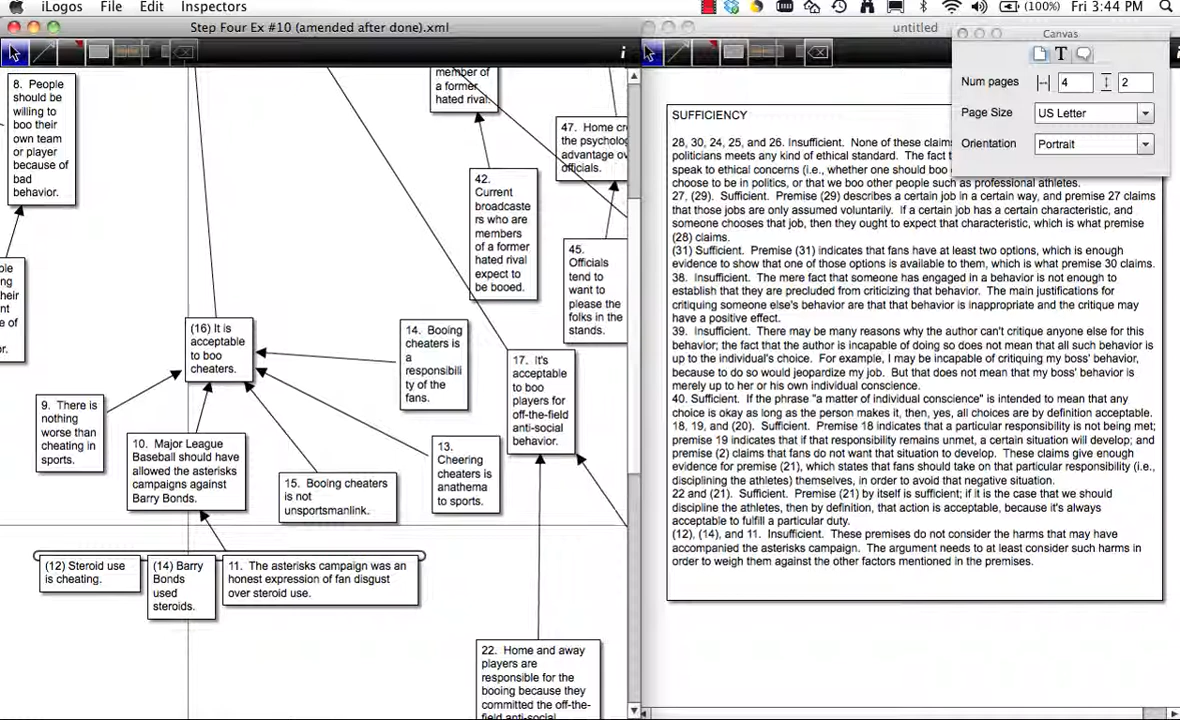 iLogos File Edit Inspectors
(100%) Fri 3:44 PM
Step Four Ex #10 (amended after done).xml
untitled
Canvas
i
T
Num pages 4 2
Page Size US Letter
Orientation Portrait
8. People
should be
willing to
boo their
own team
or player
because of
bad
behavior.
member of
a former
hated rival.
47. Home cr
the psycholog
advantage ov
officials.
42.
Current
broadcaste
rs who are
members
of a former
hated rival
expect to
be booed.
45.
Officials
tend to
want to
please the
folks in the
stands.
(16) It is
acceptable
to boo
cheaters.
14. Booing
cheaters is
a
responsibili
ty of the
fans.
17. It's
acceptable
to boo
players for
off-the-field
anti-social
behavior.
9. There is
nothing
worse than
cheating in
sports.
10. Major League
Baseball should have
allowed the asterisks
campaigns against
Barry Bonds.
13.
Cheering
cheaters is
anathema
to sports.
15. Booing cheaters
is not
unsportsmanlink.
(12) Steroid use
is cheating.
(14) Barry
Bonds
used
steroids.
11. The asterisks campaign was an
honest expression of fan disgust
over steroid use.
22. Home and away
players are
responsible for the
booing because they
committed the off-the-
field anti-social
SUFFICIENCY
28, 30, 24, 25, and 26. Insufficient. None of these claim
politicians meets any kind of ethical standard. The fact
speak to ethical concerns (i.e., whether one should boo
choose to be in politics, or that we boo other people such as professional athletes.
27, (29). Sufficient. Premise (29) describes a certain job in a certain way, and premise 27 claims
that those jobs are only assumed voluntarily. If a certain job has a certain characteristic, and
someone chooses that job, then they ought to expect that characteristic, which is what premise
(28) claims.
(31) Sufficient. Premise (31) indicates that fans have at least two options, which is enough
evidence to show that one of those options is available to them, which is what premise 30 claims.
38. Insufficient. The mere fact that someone has engaged in a behavior is not enough to
establish that they are precluded from criticizing that behavior. The main justifications for
critiquing someone else's behavior are that that behavior is inappropriate and the critique may
have a positive effect.
39. Insufficient. There may be many reasons why the author can't critique anyone else for this
behavior; the fact that the author is incapable of doing so does not mean that all such behavior is
up to the individual's choice. For example, I may be incapable of critiquing my boss' behavior,
because to do so would jeopardize my job. But that does not mean that my boss' behavior is
merely up to her or his own individual conscience.
40. Sufficient. If the phrase "a matter of individual conscience" is intended to mean that any
choice is okay as long as the person makes it, then, yes, all choices are by definition acceptable.
18, 19, and (20). Sufficient. Premise 18 indicates that a particular responsibility is not being met;
premise 19 indicates that if that responsibility remains unmet, a certain situation will develop; and
premise (2) claims that fans do not want that situation to develop. These claims give enough
evidence for premise (21), which states that fans should take on that particular responsibility (i.e.,
disciplining the athletes) themselves, in order to avoid that negative situation.
22 and (21). Sufficient. Premise (21) by itself is sufficient; if it is the case that we should
discipline the athletes, then by definition, that action is acceptable, because it's always
acceptable to fulfill a particular duty.
(12), (14), and 11. Insufficient. These premises do not consider the harms that may have
accompanied the asterisks campaign. The argument needs to at least consider such harms in
order to weigh them against the other factors mentioned in the premises.